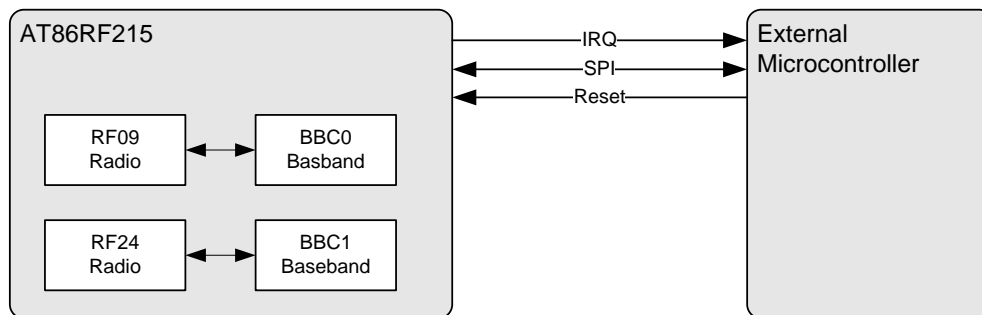 AT86RF215
IRQ
SPI
Reset
External
Microcontroller
RF09
Radio
BBC0
Basband
RF24
Radio
BBC1
Baseband